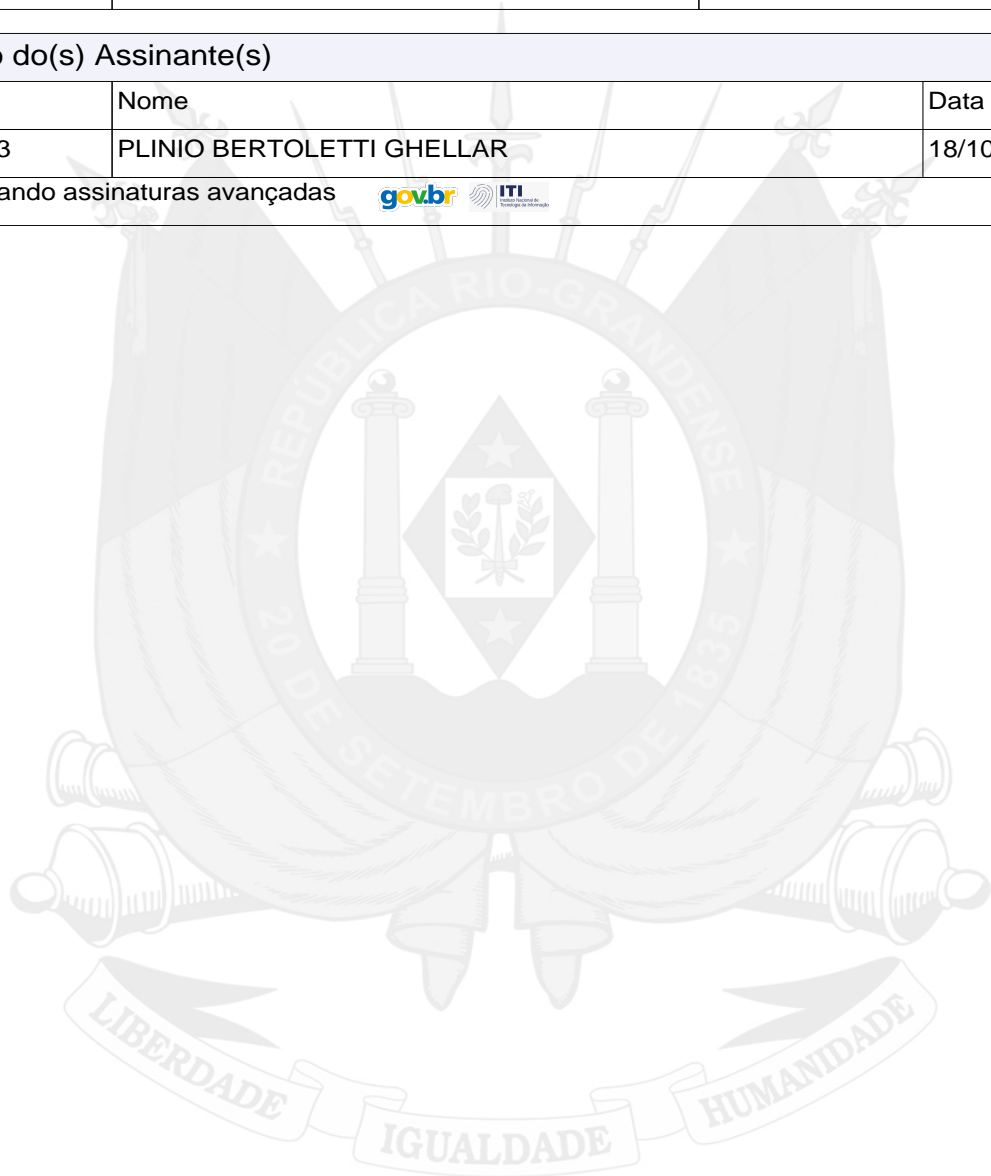 o do(s) Assinante(s)
Nome Data
3 PLINIO BERTOLETTI GHELLAR 18/10
ando assinaturas avançadas gov.br ITI
REPÚBLICA RIO-GRANDENSE
20 DE SETEMBRO DE 1835
LIBERDADE IGUALDADE HUMANIDADE